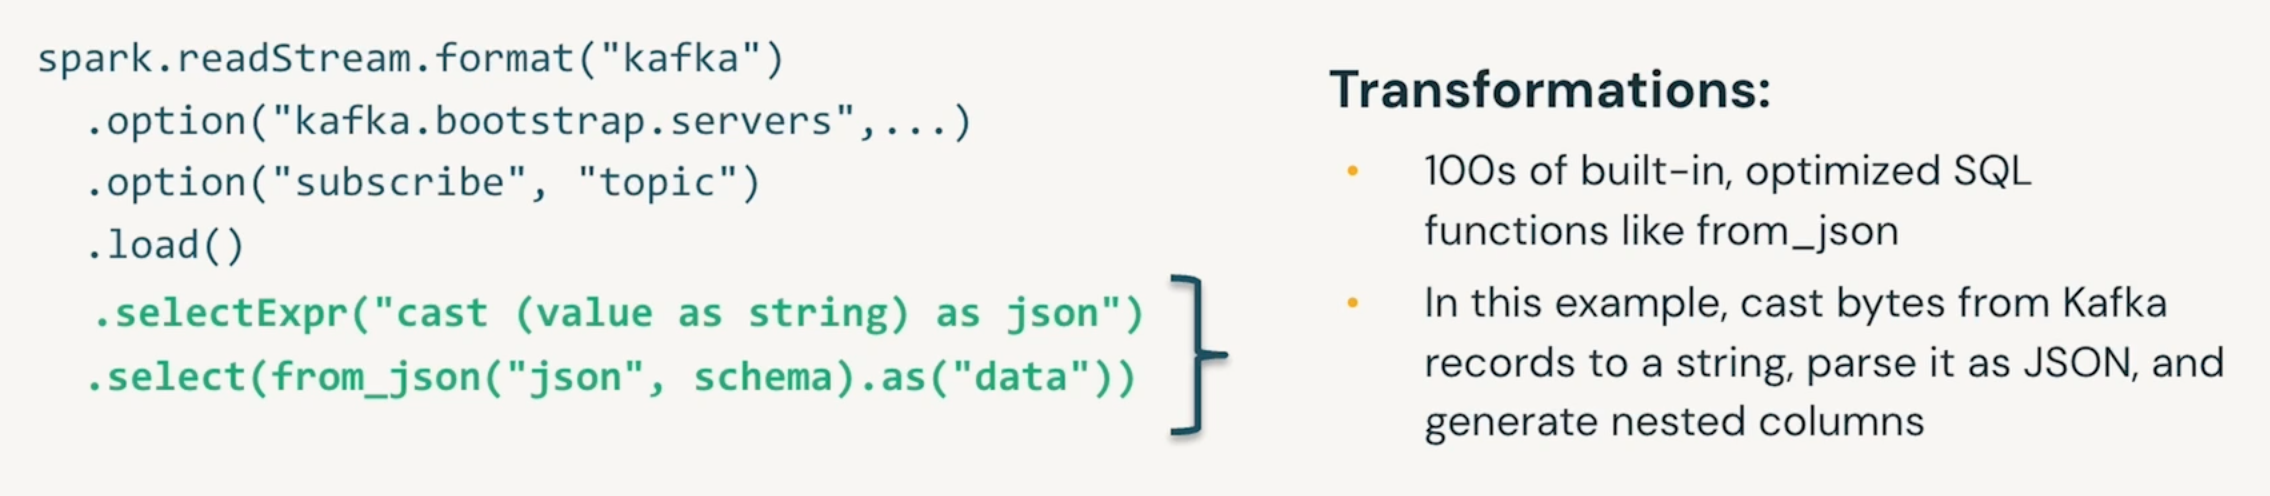 spark.readStream.format("kafka")
.option("kafka.bootstrap.servers",...)
.option("subscribe", "topic")
.load()
.selectExpr("cast (value as string) as json")
.select(from_json("json", schema).as("data"))
Transformations:
• 100s of built-in, optimized SQL
functions like from_json
• In this example, cast bytes from Kafka
records to a string, parse it as JSON, and
generate nested columns